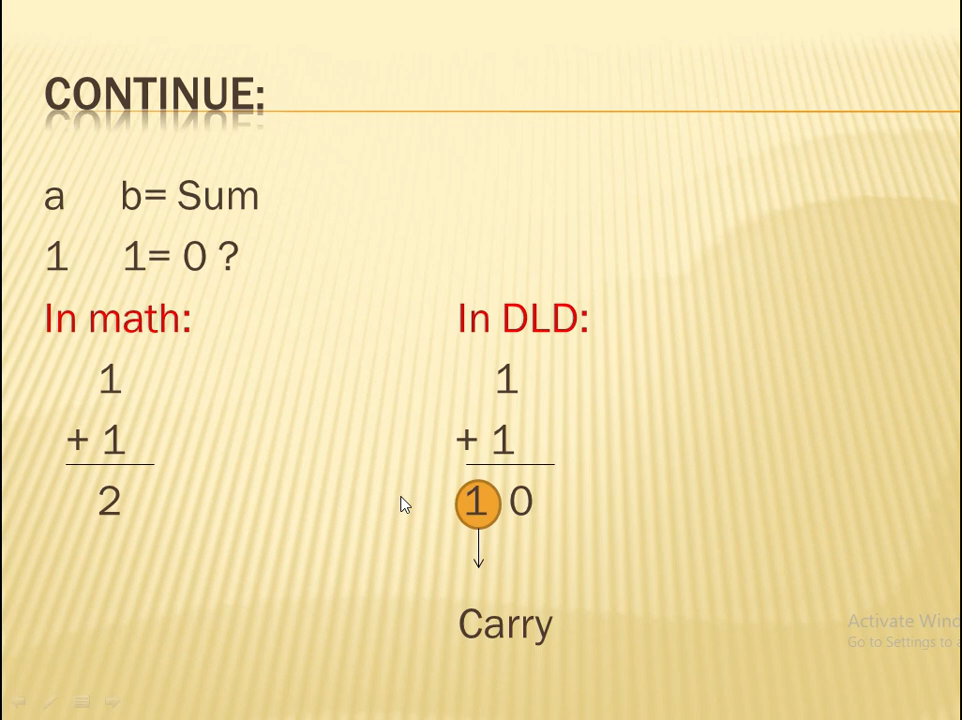 CONTINUE:
a b= Sum
1 1= 0 ?
In math:
1
+ 1
2
In DLD:
1
+ 1
1 0
Carry
Activate Wind
Go to Settings to a